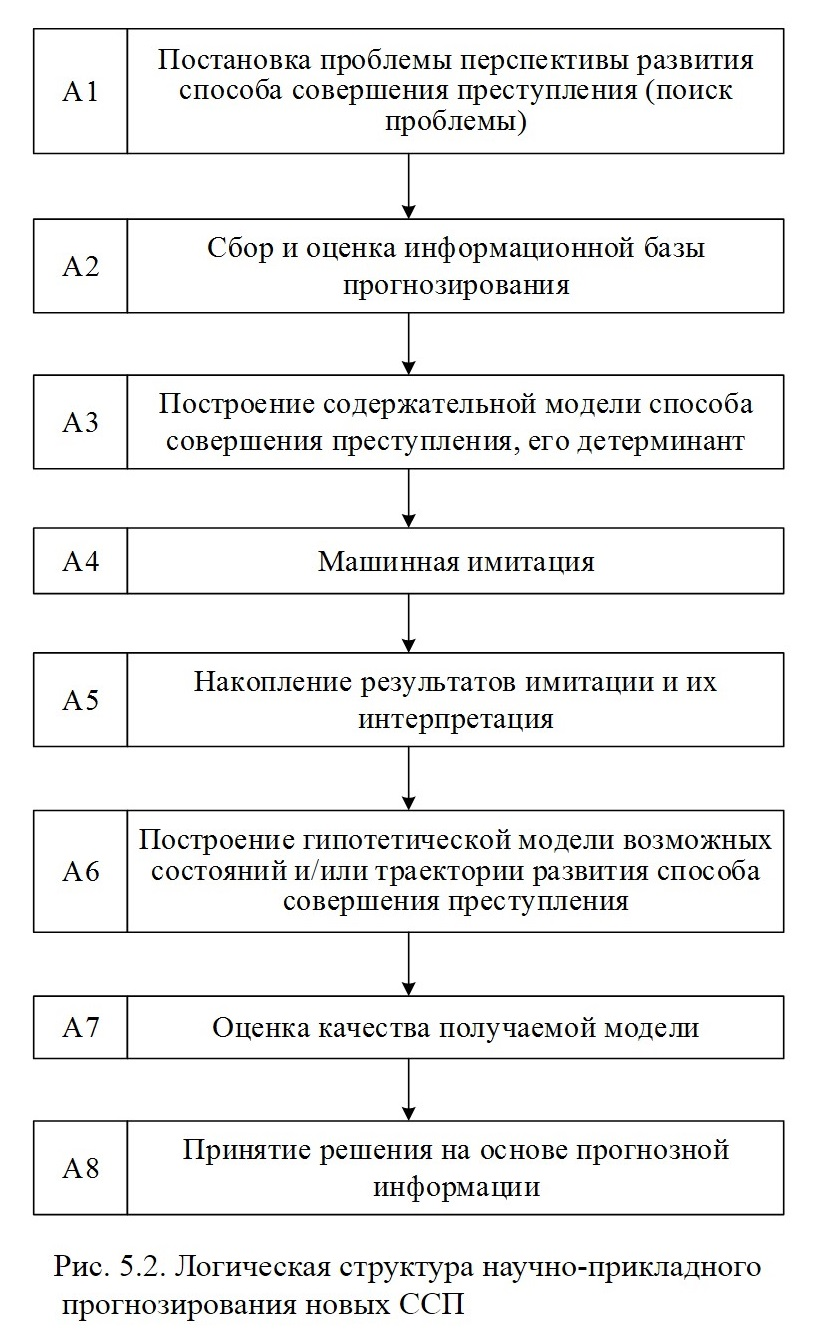 А1
Постановка проблемы перспективы развития
способа совершения преступления (поиск
проблемы)
А2
Сбор и оценка информационной базы
прогнозирования
А3
Построение содержательной модели способа
совершения преступления, его детерминант
А4
Машинная имитация
А5
Накопление результатов имитации и их
интерпретация
А6
Построение гипотетической модели возможных
состояний и/или траектории развития способа
совершения преступления
А7
Оценка качества получаемой модели
А8
Принятие решения на основе прогнозной
информации
Рис. 5.2. Логическая структура научно-прикладного
прогнозирования новых ССП